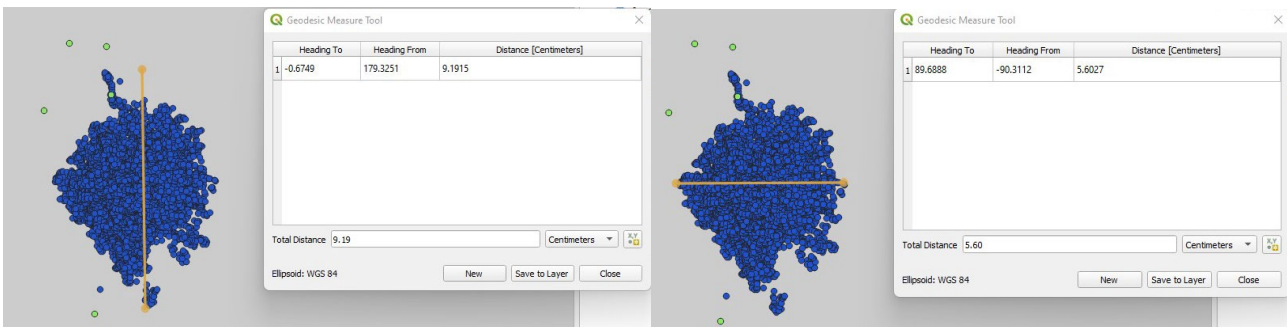 Geodesic Measure Tool
Heading To Heading From Distance [Centimeters]
1 -0.6749 179.3251 9.1915
Total Distance 9.19 Centimeters
Ellipsoid: WGS 84 New Save to Layer Close
Geodesic Measure Tool
Heading To Heading From Distance [Centimeters]
1 89.6888 -90.3112 5.6027
Total Distance 5.60 Centimeters
Ellipsoid: WGS 84 New Save to Layer Close